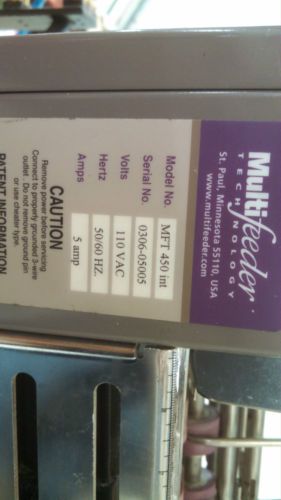 Multifeeder
TECHNOLOGY
St. Paul, Minnesota 55110, USA
www.multifeeder.com
Model No. MFT 450 int
Serial No. 0306-05005
Volts 110 VAC
Hertz 50/60 HZ.
Amps 5 amp
CAUTION
Remove power before servicing
Connect to properly grounded 3-wire
outlet. Do not remove ground pin
or use cheater type.
PATENT INFORMATION